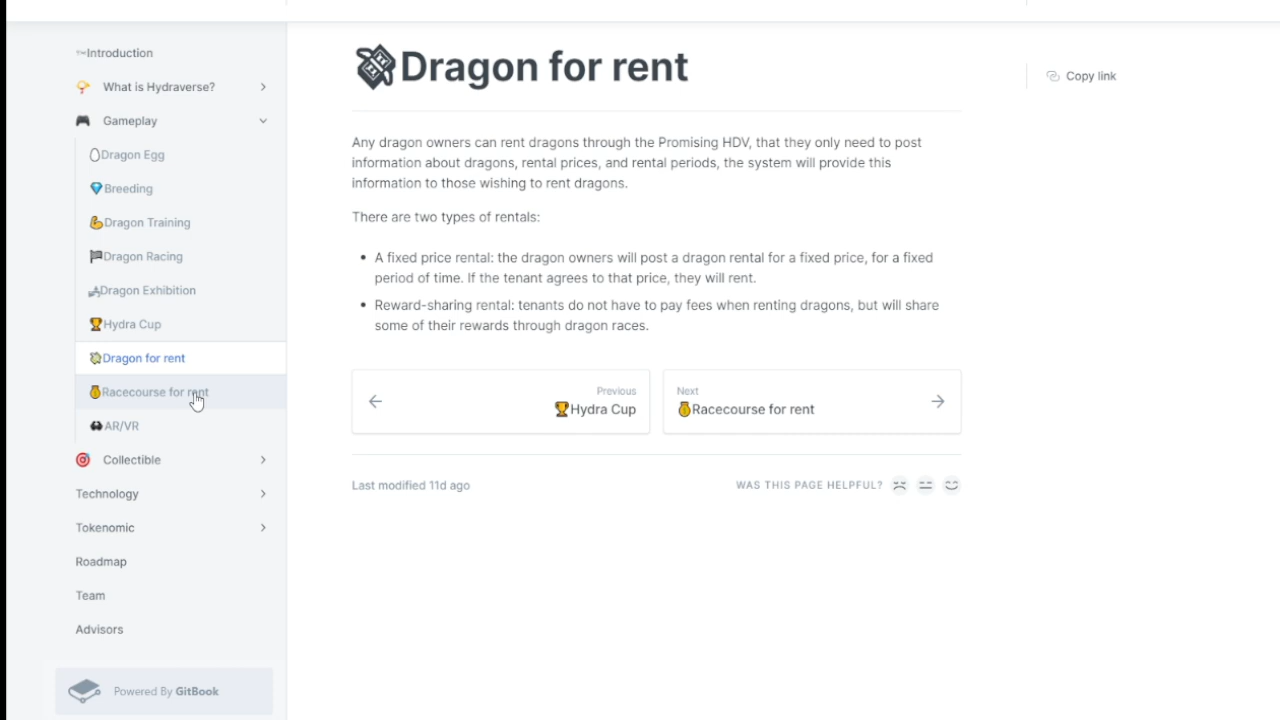 Introduction
What is Hydraverse?
Gameplay
Dragon Egg
Breeding
Dragon Training
Dragon Racing
Dragon Exhibition
Hydra Cup
Dragon for rent
Racecourse for rent
AR/VR
Collectible
Technology
Tokenomic
Roadmap
Team
Advisors
Powered By GitBook
Dragon for rent
Any dragon owners can rent dragons through the Promising HDV, that they only need to post
information about dragons, rental prices, and rental periods, the system will provide this
information to those wishing to rent dragons.
There are two types of rentals:
• A fixed price rental: the dragon owners will post a dragon rental for a fixed price, for a fixed
period of time. If the tenant agrees to that price, they will rent.
• Reward-sharing rental: tenants do not have to pay fees when renting dragons, but will share
some of their rewards through dragon races.
Previous
Hydra Cup
Next
Racecourse for rent
Last modified 11d ago
WAS THIS PAGE HELPFUL?
Copy link